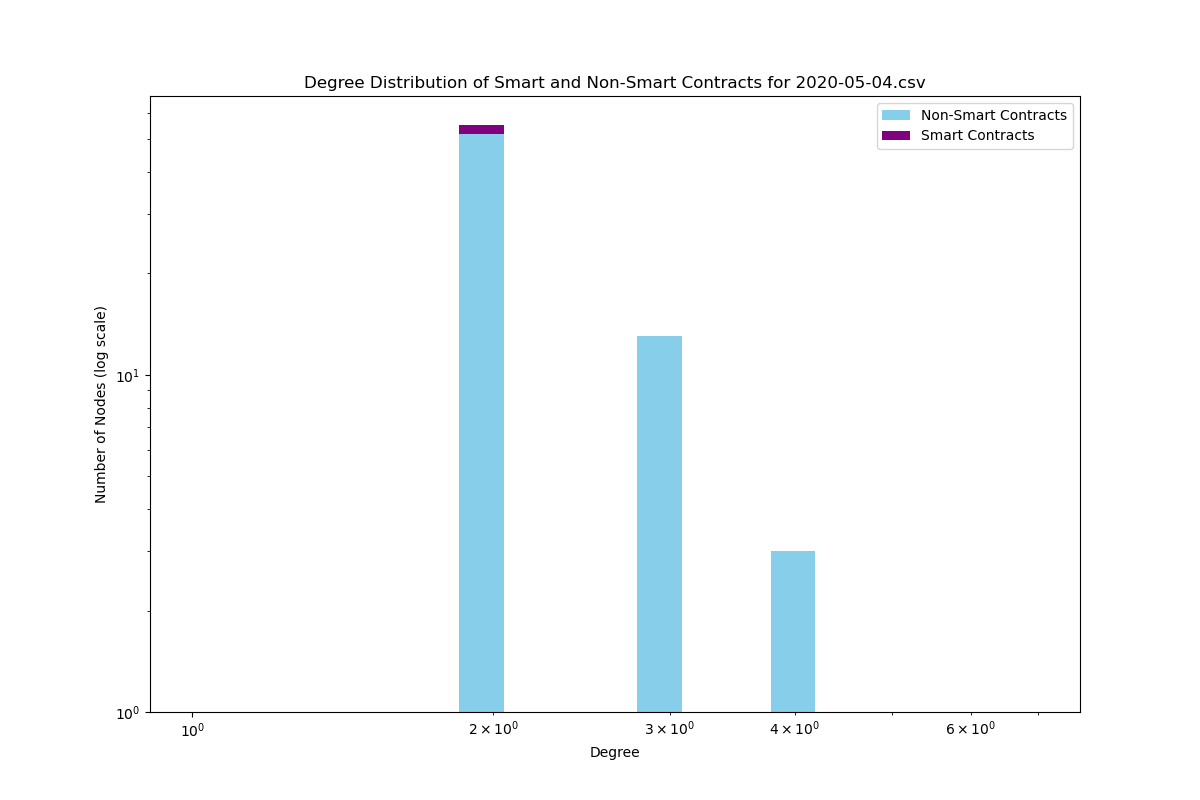 Degree Distribution of Smart and Non-Smart Contracts for 2020-05-04.csv
Non-Smart Contracts
Smart Contracts
Number of Nodes (log scale)
10¹
10⁰
10⁰
2 × 10⁰
3 × 10⁰
4 × 10⁰
6 × 10⁰
Degree